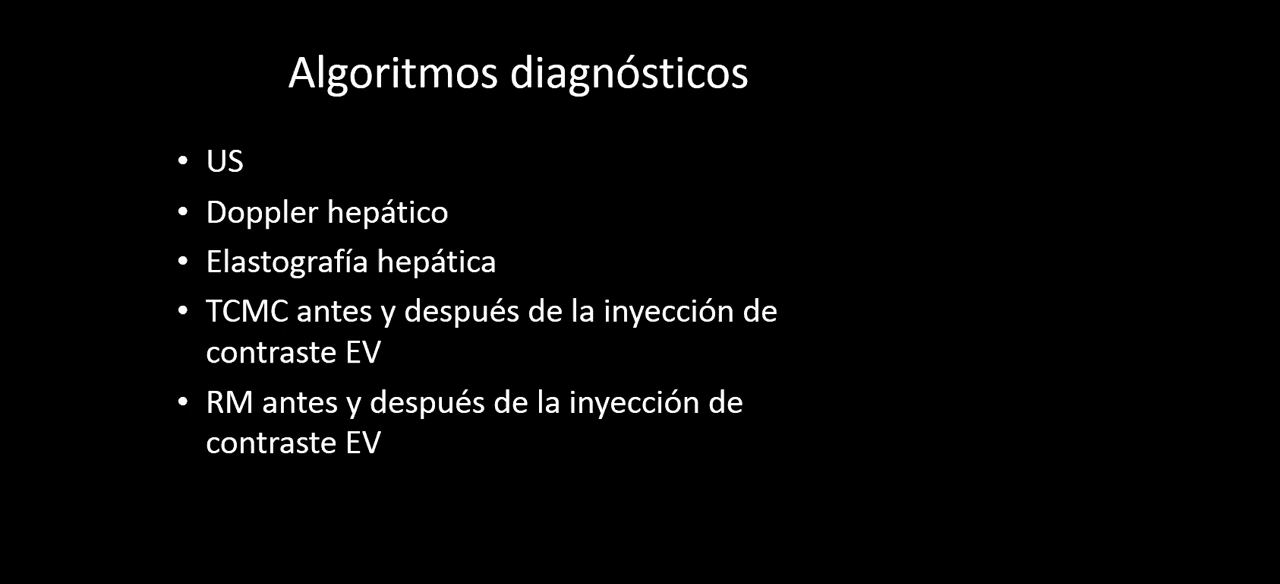 Algoritmos diagnósticos
• US
• Doppler hepático
• Elastografía hepática
• TCMC antes y después de la inyección de
contraste EV
• RM antes y después de la inyección de
contraste EV